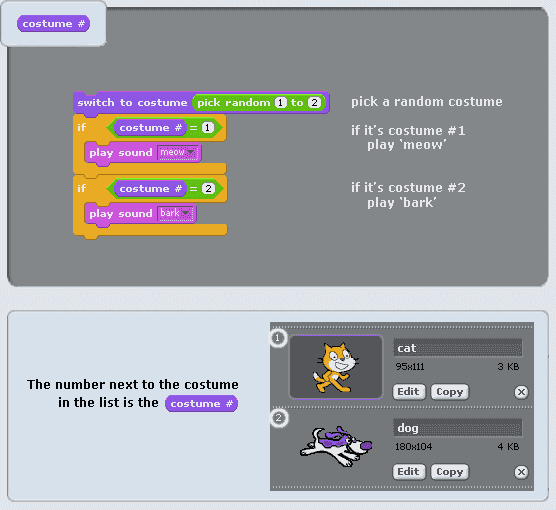 costume #
switch to costume pick random 1 to 2
pick a random costume
if costume # = 1
if it's costume #1
play sound meow
play 'meow'
if costume # = 2
if it's costume #2
play sound bark
play 'bark'
The number next to the costume
in the list is the costume #
1
cat
95x111 3 KB
Edit Copy
2
dog
180x104 4 KB
Edit Copy